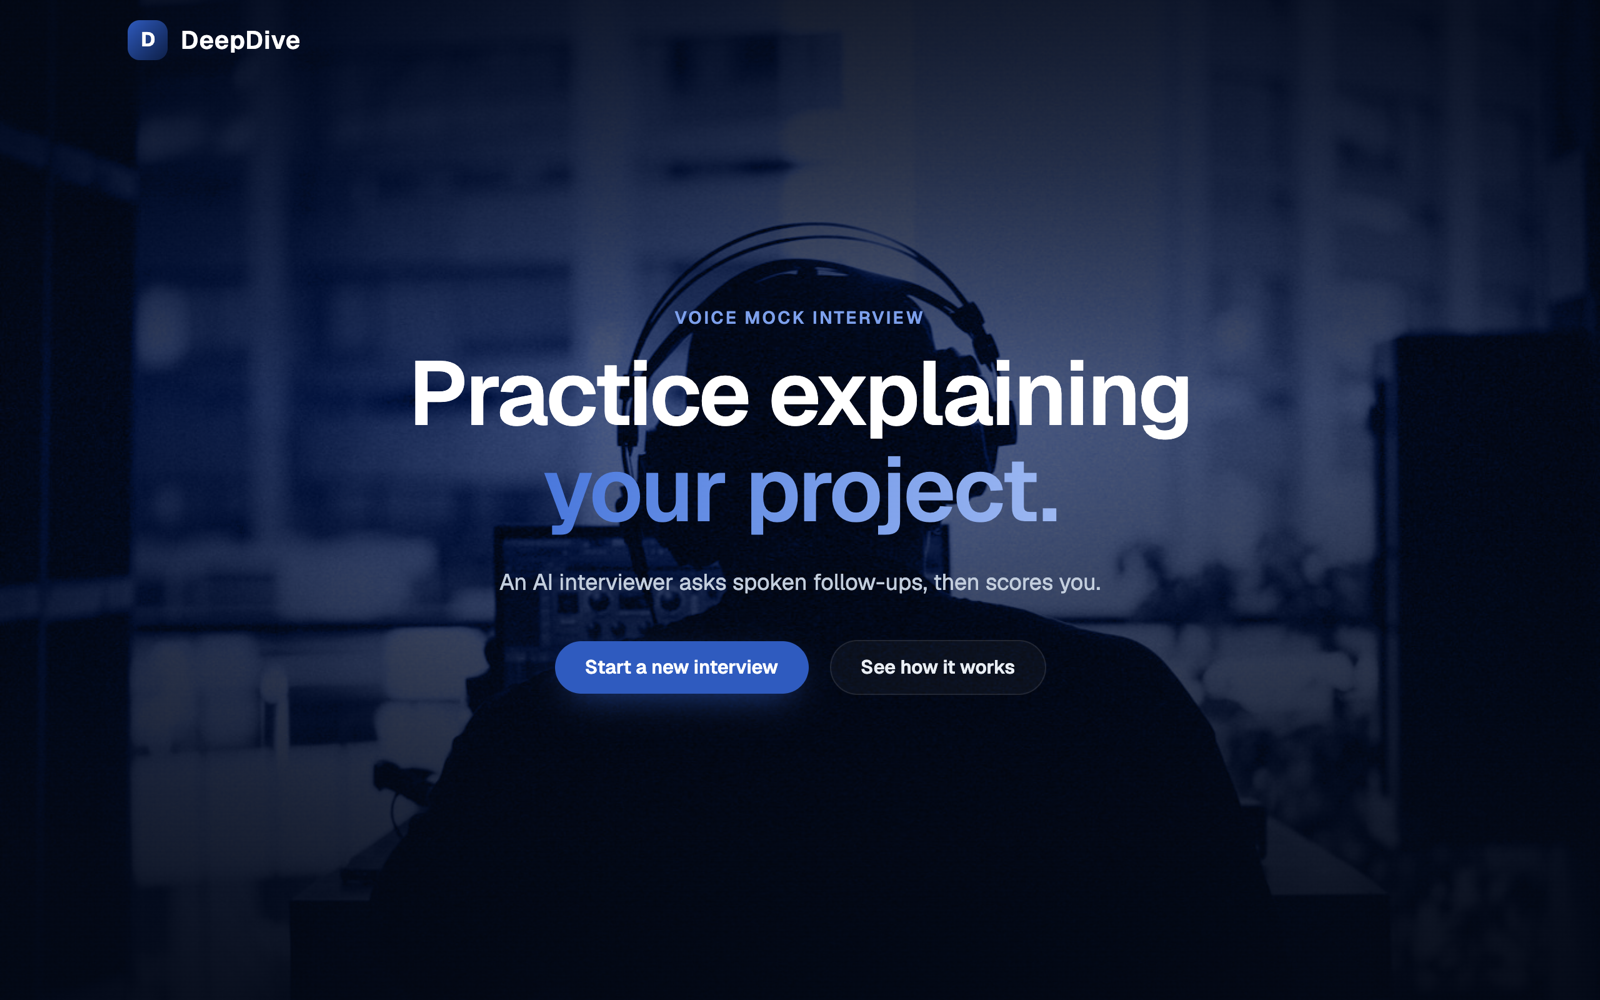 D DeepDive
VOICE MOCK INTERVIEW
Practice explaining
your project.
An AI interviewer asks spoken follow-ups, then scores you.
Start a new interview
See how it works